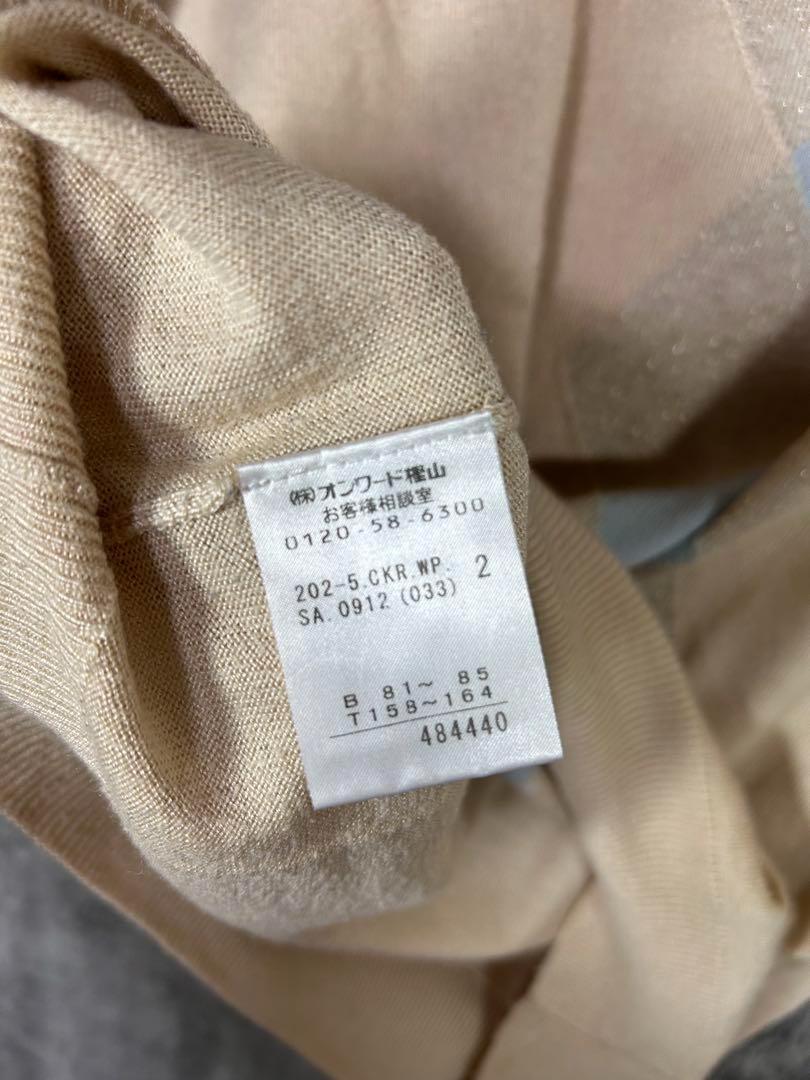 (株)オンワード樫山
お客様相談室
0120-58-6300
202-5.CKR.WP. 2
SA.0912(033)
B 81~ 85
T158~164
484440